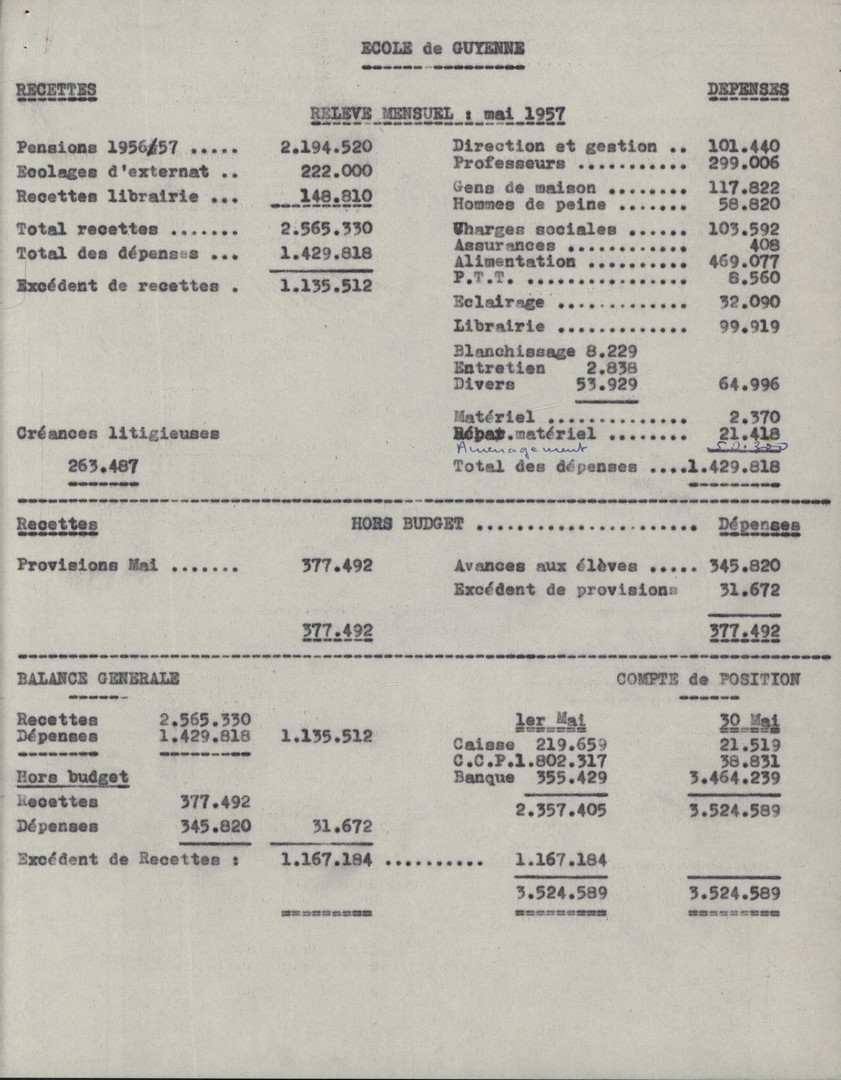 ECOLE de GUYENNE
RECETTES
DEPENSES
RELEVE MENSUEL : mai 1957
Pensions 1956/57 ..... 2.194.520
Ecolages d'externat .. 222.000
Recettes librairie ... 148.810
Total recettes ....... 2.565.330
Total des dépenses ... 1.429.818
Excédent de recettes . 1.135.512
Créances litigieuses
263.487
Direction et gestion .. 101.440
Professeurs ........... 299.006
Gens de maison ........ 117.822
Hommes de peine ....... 58.820
Charges sociales ...... 103.592
Assurances ............ 408
Alimentation .......... 469.077
P.T.T. ................ 8.560
Eclairage ............. 32.090
Librairie ............. 99.919
Blanchissage 8.229
Entretien 2.838
Divers 53.929 64.996
Matériel .............. 2.370
Répar.matériel ........ 21.418
Aménagement 50.300
Total des dépenses ....1.429.818
Recettes HORS BUDGET ...................... Dépenses
Provisions Mai ....... 377.492
Avances aux élèves ..... 345.820
Excédent de provisions 31.672
377.492 377.492
BALANCE GENERALE
Recettes 2.565.330
Dépenses 1.429.818 1.135.512
Hors budget
Recettes 377.492
Dépenses 345.820 31.672
COMPTE de POSITION
1er Mai 30 Mai
Caisse 219.659 21.519
C.C.P.1.802.317 38.831
Banque 355.429 3.464.239
2.357.405 3.524.589
Excédent de Recettes : 1.167.184 .......... 1.167.184
3.524.589 3.524.589